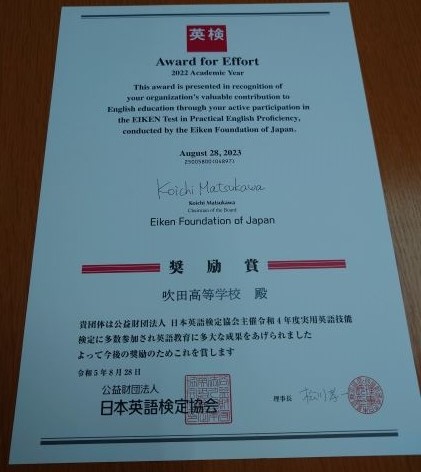 英検
Award for Effort
2022 Academic Year
This award is presented in recognition of
your organization's valuable contribution to
English education through your active participation in
the EIKEN Test in Practical English Proficiency,
conducted by the Eiken Foundation of Japan.
August 28, 2023
Koichi Matsukawa
Koichi Matsukawa
Chairman of the Board
Eiken Foundation of Japan
奨励賞
吹田高等学校 殿
貴団体は公益財団法人 日本英語検定協会主催令和4年度実用英語技能
検定に多数参加され英語教育に多大な成果をあげられました
よって今後の奨励のためこれを賞します
令和5年8月28日
公益財団法人
日本英語検定協会
理事長 松川孝一